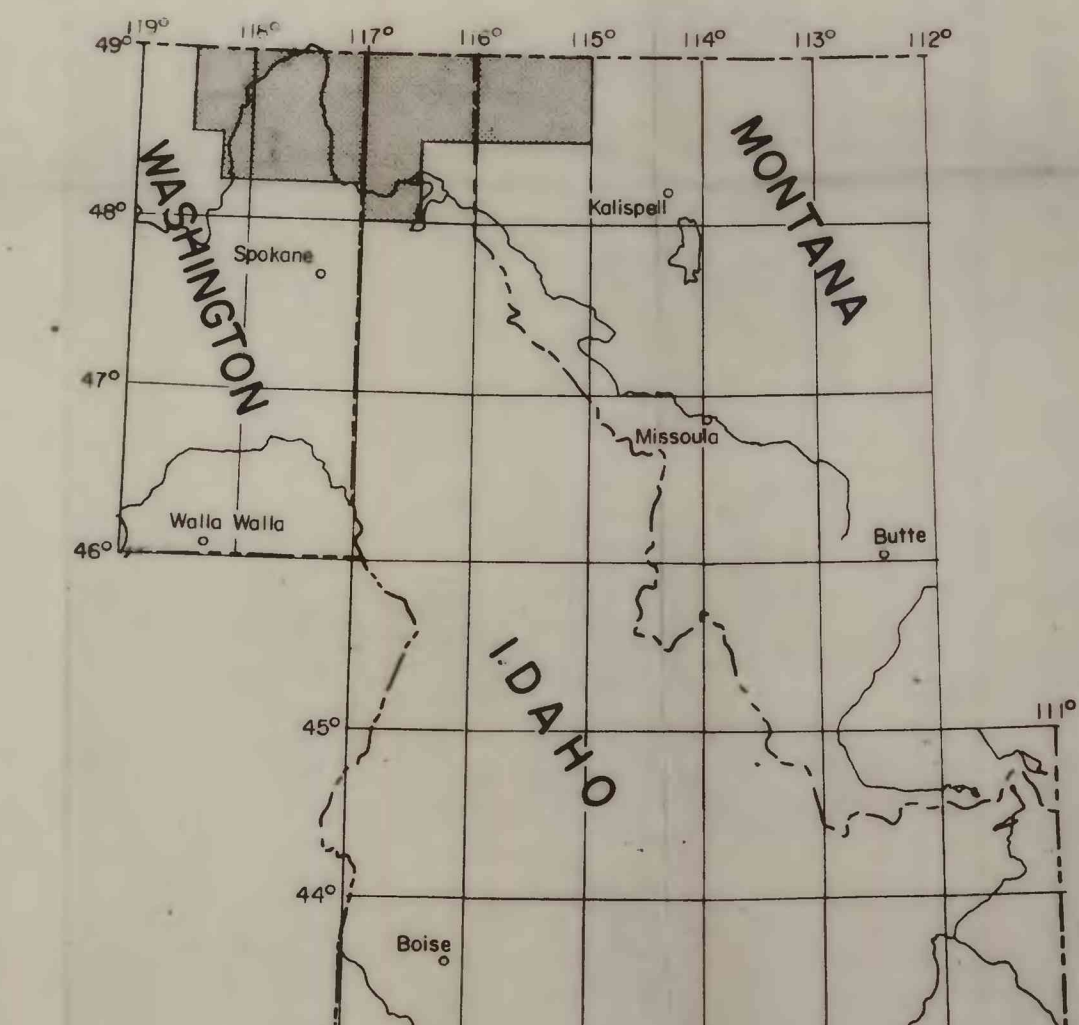 119° 118° 117° 116° 115° 114° 113° 112°
49°
WASHINGTON
MONTANA
48°
Kalispell
Spokane
47°
Missoula
Walla Walla
46°
Butte
IDAHO
111°
45°
44°
Boise